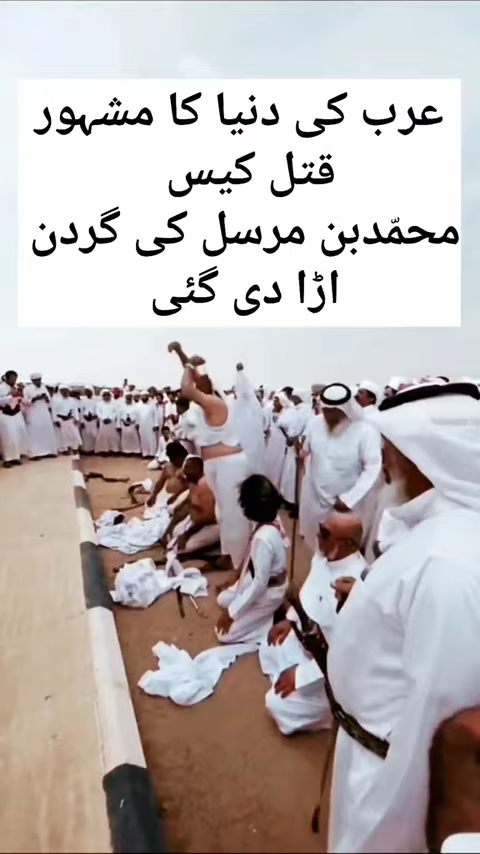 عرب کی دنیا کا مشہور
قتل کیس
محمّدبن مرسل کی گردن
اڑا دی گئی